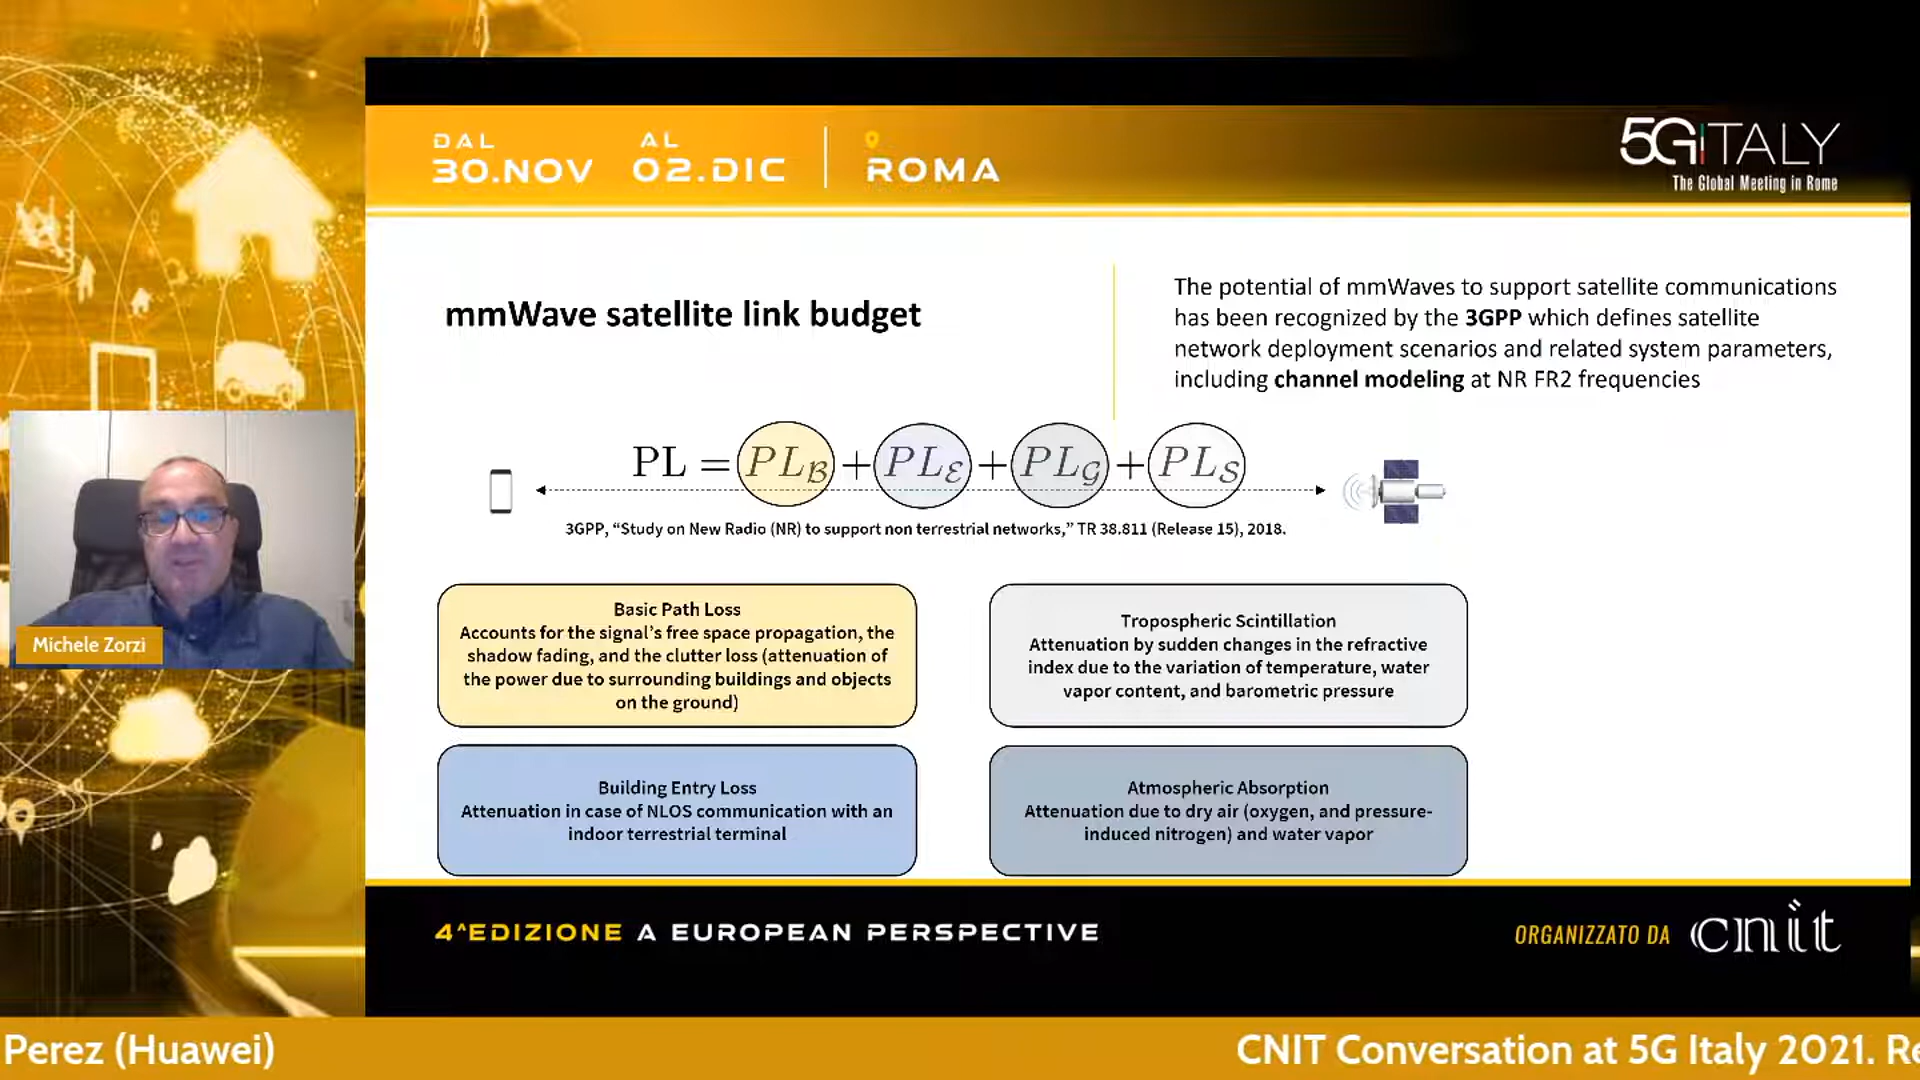 DAL AL
30.NOV 02.DIC ROMA
5GITALY
The Global Meeting in Rome
mmWave satellite link budget
The potential of mmWaves to support satellite communications
has been recognized by the 3GPP which defines satellite
network deployment scenarios and related system parameters,
including channel modeling at NR FR2 frequencies
PL = PL_B + PL_E + PL_G + PL_S
3GPP, “Study on New Radio (NR) to support non terrestrial networks,” TR 38.811 (Release 15), 2018.
Basic Path Loss
Accounts for the signal’s free space propagation, the
shadow fading, and the clutter loss (attenuation of
the power due to surrounding buildings and objects
on the ground)
Tropospheric Scintillation
Attenuation by sudden changes in the refractive
index due to the variation of temperature, water
vapor content, and barometric pressure
Building Entry Loss
Attenuation in case of NLOS communication with an
indoor terrestrial terminal
Atmospheric Absorption
Attenuation due to dry air (oxygen, and pressure-
induced nitrogen) and water vapor
Michele Zorzi
4^EDIZIONE A EUROPEAN PERSPECTIVE
ORGANIZZATO DA cnit
Perez (Huawei) CNIT Conversation at 5G Italy 2021.